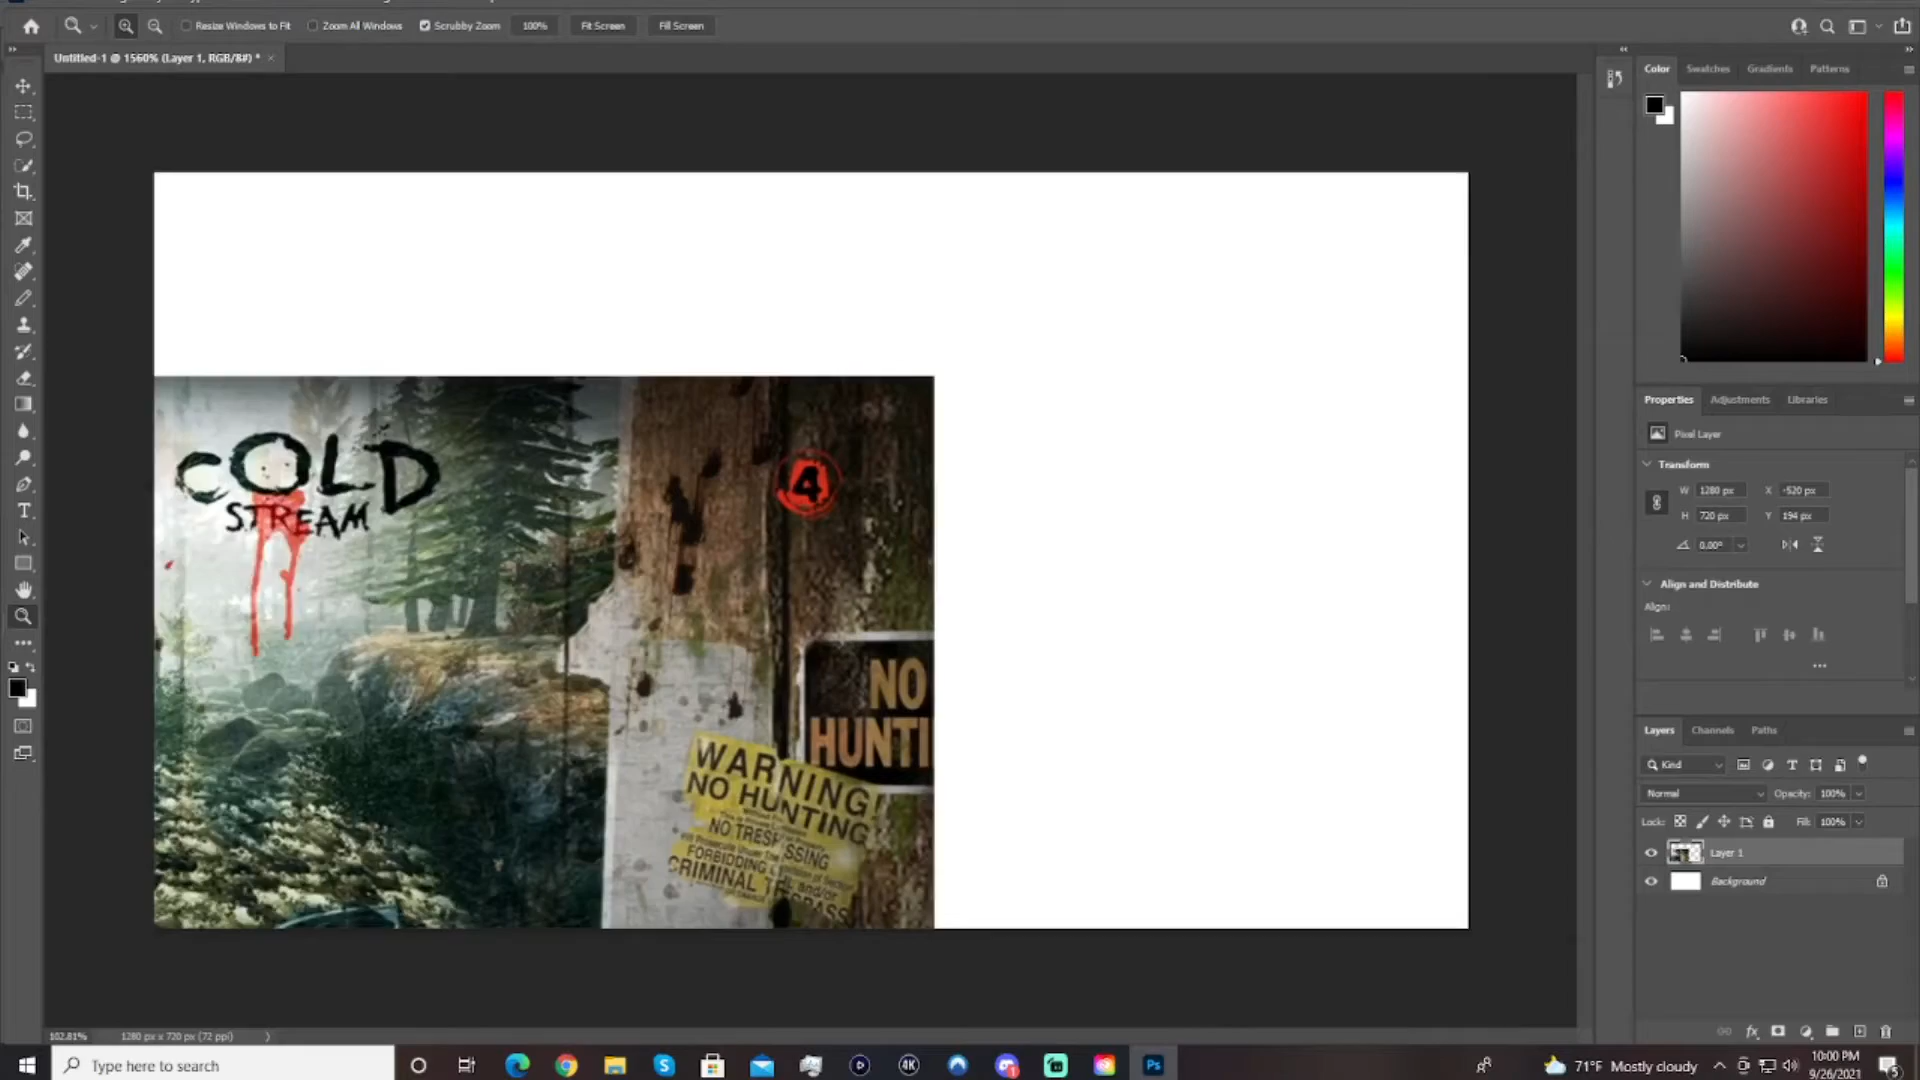 Resize Windows to Fit
Zoom All Windows
Scrubby Zoom
100%
Fit Screen
Fill Screen
Untitled-1 @ 1560% (Layer 1, RGB/8#) *
Color
Swatches
Gradients
Patterns
COLD
STREAM
4
NO
HUNTI
WARNING!
NO HUNTING
NO TRESPASSING
FORBIDDING
CRIMINAL TRESPASS
Properties
Adjustments
Libraries
Pixel Layer
Transform
W 1280 px X -520 px
H 720 px Y 194 px
0.00°
Align and Distribute
Align:
Layers
Channels
Paths
Kind
Normal
Opacity: 100%
Lock:
Fill: 100%
Layer 1
Background
102.81%
1280 px x 720 px (72 ppi)
Type here to search
4K
Ps
71°F Mostly cloudy
10:00 PM
9/26/2021
5